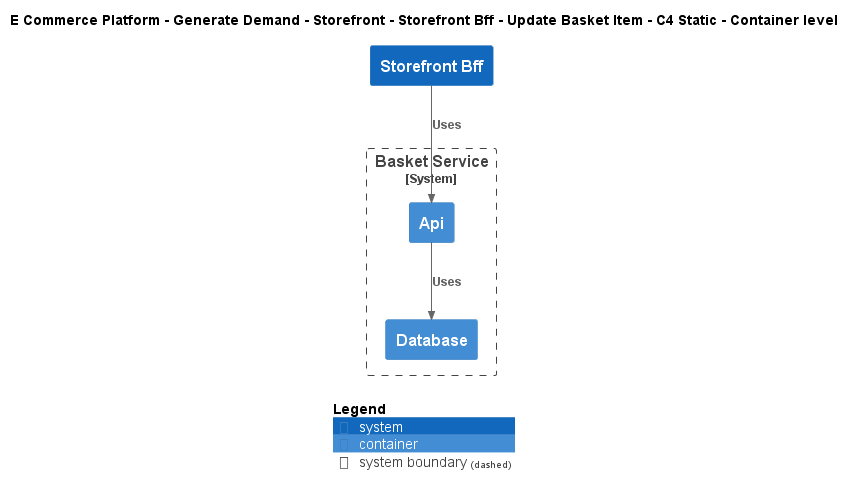 E Commerce Platform - Generate Demand - Storefront - Storefront Bff - Update Basket Item - C4 Static - Container level
Storefront Bff
Uses
Basket Service
[System]
Api
Uses
Database
Legend
system
container
system boundary (dashed)